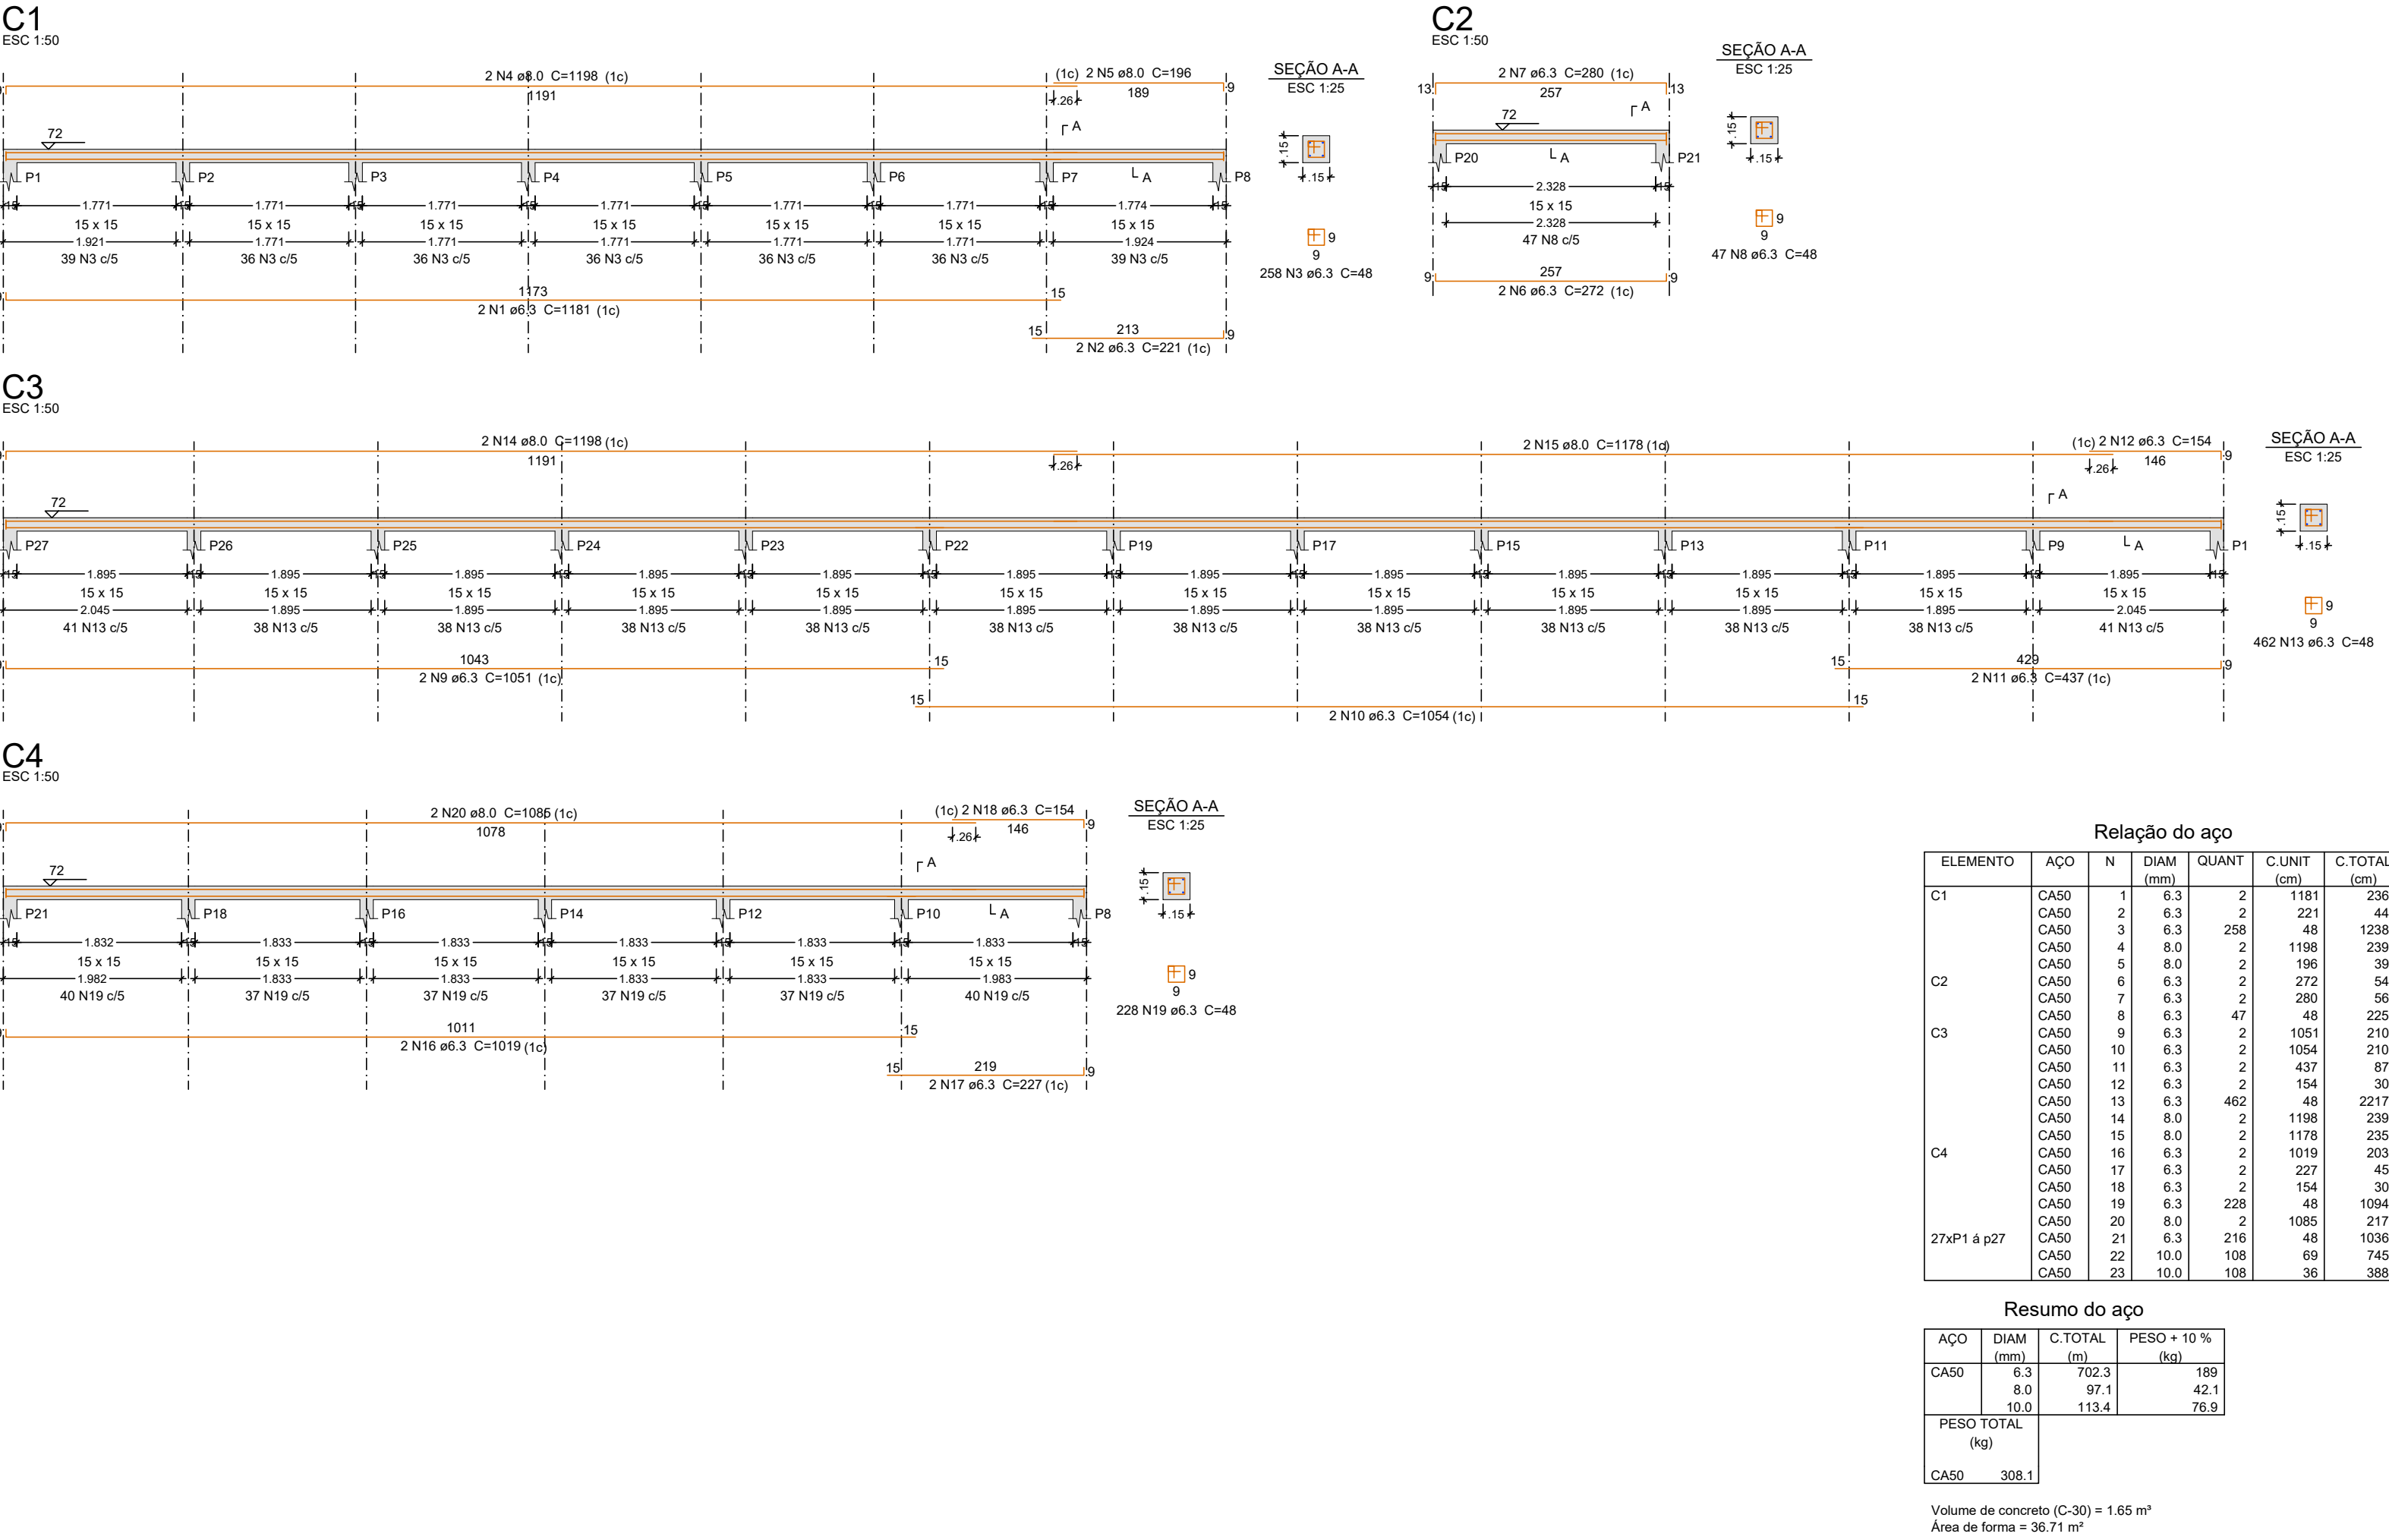 C1
ESC 1:50
2 N4 ø8.0 C=1198 (1c)
1191
(1c) 2 N5 ø8.0 C=196
189
9
.26
A
72
P1 P2 P3 P4 P5 P6 P7 A P8
15 1.771 15 1.771 15 1.771 15 1.771 15 1.771 15 1.771 15 1.774 15
15 x 15 15 x 15 15 x 15 15 x 15 15 x 15 15 x 15 15 x 15
1.921 1.771 1.771 1.771 1.771 1.771 1.924
39 N3 c/5 36 N3 c/5 36 N3 c/5 36 N3 c/5 36 N3 c/5 36 N3 c/5 39 N3 c/5
1173 15
2 N1 ø6.3 C=1181 (1c)
15 213 9
2 N2 ø6.3 C=221 (1c)
SEÇÃO A-A
ESC 1:25
.15
.15
9
9
258 N3 ø6.3 C=48
C2
ESC 1:50
2 N7 ø6.3 C=280 (1c)
13 257 13
A
72
P20 A P21
15 2.328 15
15 x 15
2.328
47 N8 c/5
9 257 9
2 N6 ø6.3 C=272 (1c)
SEÇÃO A-A
ESC 1:25
.15
.15
9
9
47 N8 ø6.3 C=48
C3
ESC 1:50
2 N14 ø8.0 C=1198 (1c)
1191
.26
2 N15 ø8.0 C=1178 (1c)
(1c) 2 N12 ø6.3 C=154
146 9
.26
A
72
P27 P26 P25 P24 P23 P22 P19 P17 P15 P13 P11 P9 A P1
15 1.895 15 1.895 15 1.895 15 1.895 15 1.895 15 1.895 15 1.895 15 1.895 15 1.895 15 1.895 15 1.895 15 1.895 15
15 x 15 15 x 15 15 x 15 15 x 15 15 x 15 15 x 15 15 x 15 15 x 15 15 x 15 15 x 15 15 x 15 15 x 15
2.045 1.895 1.895 1.895 1.895 1.895 1.895 1.895 1.895 1.895 1.895 2.045
41 N13 c/5 38 N13 c/5 38 N13 c/5 38 N13 c/5 38 N13 c/5 38 N13 c/5 38 N13 c/5 38 N13 c/5 38 N13 c/5 38 N13 c/5 38 N13 c/5 41 N13 c/5
1043 15
2 N9 ø6.3 C=1051 (1c)
15 429 9
2 N11 ø6.3 C=437 (1c)
15 15
2 N10 ø6.3 C=1054 (1c)
SEÇÃO A-A
ESC 1:25
.15
.15
9
9
462 N13 ø6.3 C=48
C4
ESC 1:50
2 N20 ø8.0 C=1085 (1c)
1078
(1c) 2 N18 ø6.3 C=154
146 9
.26
A
72
P21 P18 P16 P14 P12 P10 A P8
15 1.832 15 1.833 15 1.833 15 1.833 15 1.833 15 1.833 15
15 x 15 15 x 15 15 x 15 15 x 15 15 x 15 15 x 15
1.982 1.833 1.833 1.833 1.833 1.983
40 N19 c/5 37 N19 c/5 37 N19 c/5 37 N19 c/5 37 N19 c/5 40 N19 c/5
1011 15
2 N16 ø6.3 C=1019 (1c)
15 219 9
2 N17 ø6.3 C=227 (1c)
SEÇÃO A-A
ESC 1:25
.15
.15
9
9
228 N19 ø6.3 C=48
Relação do aço
ELEMENTO AÇO N DIAM QUANT C.UNIT C.TOTAL
(mm) (cm) (cm)
C1 CA50 1 6.3 2 1181 236
CA50 2 6.3 2 221 44
CA50 3 6.3 258 48 1238
CA50 4 8.0 2 1198 239
CA50 5 8.0 2 196 39
C2 CA50 6 6.3 2 272 54
CA50 7 6.3 2 280 56
CA50 8 6.3 47 48 225
C3 CA50 9 6.3 2 1051 210
CA50 10 6.3 2 1054 210
CA50 11 6.3 2 437 87
CA50 12 6.3 2 154 30
CA50 13 6.3 462 48 2217
CA50 14 8.0 2 1198 239
CA50 15 8.0 2 1178 235
C4 CA50 16 6.3 2 1019 203
CA50 17 6.3 2 227 45
CA50 18 6.3 2 154 30
CA50 19 6.3 228 48 1094
CA50 20 8.0 2 1085 217
27xP1 á p27 CA50 21 6.3 216 48 1036
CA50 22 10.0 108 69 745
CA50 23 10.0 108 36 388
Resumo do aço
AÇO DIAM C.TOTAL PESO + 10 %
(mm) (m) (kg)
CA50 6.3 702.3 189
8.0 97.1 42.1
10.0 113.4 76.9
PESO TOTAL
(kg)
CA50 308.1
Volume de concreto (C-30) = 1.65 m³
Área de forma = 36.71 m²